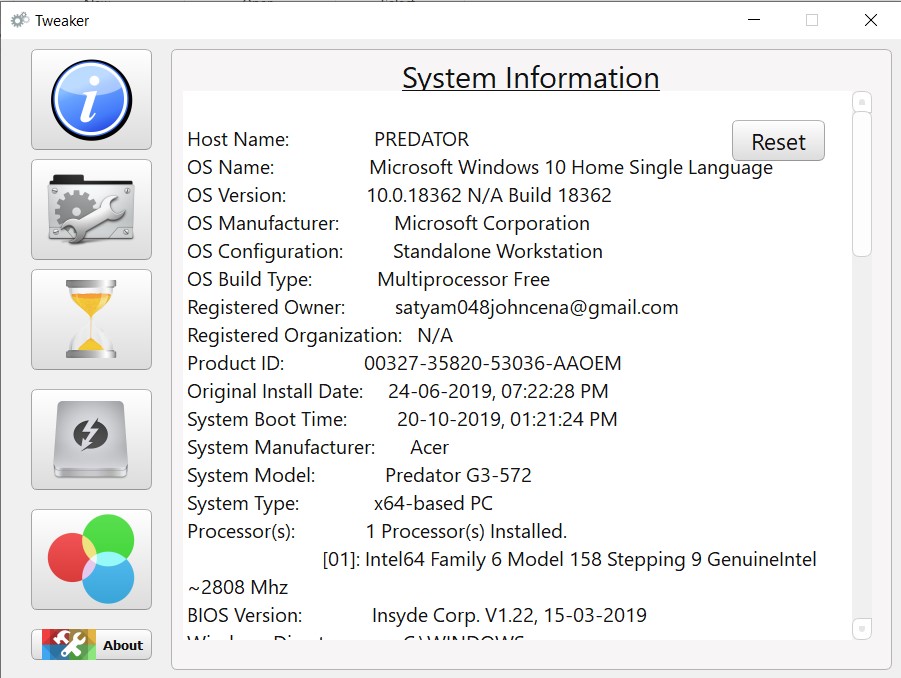 Tweaker
System Information
Reset
Host Name: PREDATOR
OS Name: Microsoft Windows 10 Home Single Language
OS Version: 10.0.18362 N/A Build 18362
OS Manufacturer: Microsoft Corporation
OS Configuration: Standalone Workstation
OS Build Type: Multiprocessor Free
Registered Owner: satyam048johncena@gmail.com
Registered Organization: N/A
Product ID: 00327-35820-53036-AAOEM
Original Install Date: 24-06-2019, 07:22:28 PM
System Boot Time: 20-10-2019, 01:21:24 PM
System Manufacturer: Acer
System Model: Predator G3-572
System Type: x64-based PC
Processor(s): 1 Processor(s) Installed.
[01]: Intel64 Family 6 Model 158 Stepping 9 GenuineIntel
~2808 Mhz
BIOS Version: Insyde Corp. V1.22, 15-03-2019
About